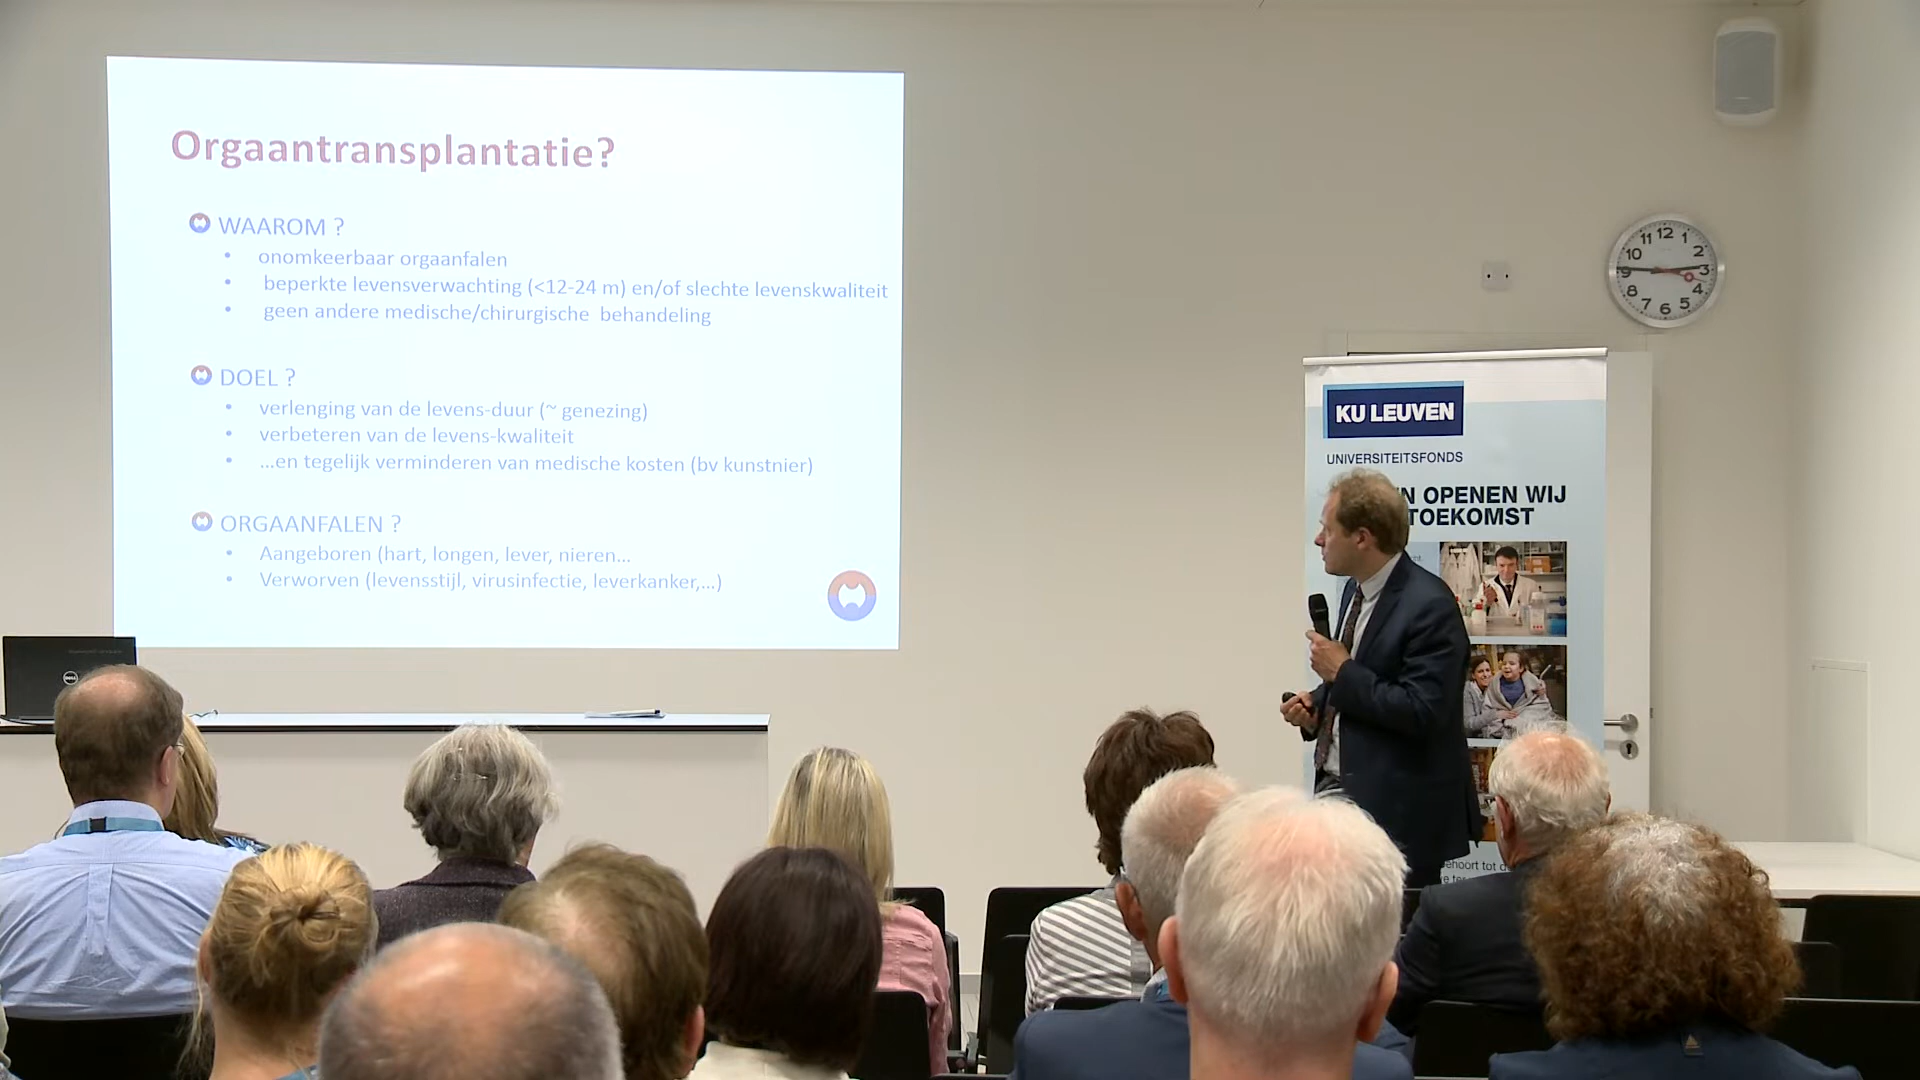 Orgaantransplantatie?
WAAROM ?
• onomkeerbaar orgaanfalen
• beperkte levensverwachting (<12-24 m) en/of slechte levenskwaliteit
• geen andere medische/chirurgische behandeling
DOEL ?
• verlenging van de levens-duur (~ genezing)
• verbeteren van de levens-kwaliteit
• ...en tegelijk verminderen van medische kosten (bv kunstnier)
ORGAANFALEN ?
• Aangeboren (hart, longen, lever, nieren...
• Verworven (levensstijl, virusinfectie, leverkanker,...)
12
1
2
3
4
5
6
7
8
9
10
11
KU LEUVEN
UNIVERSITEITSFONDS
OPENEN WIJ
TOEKOMST
DELL